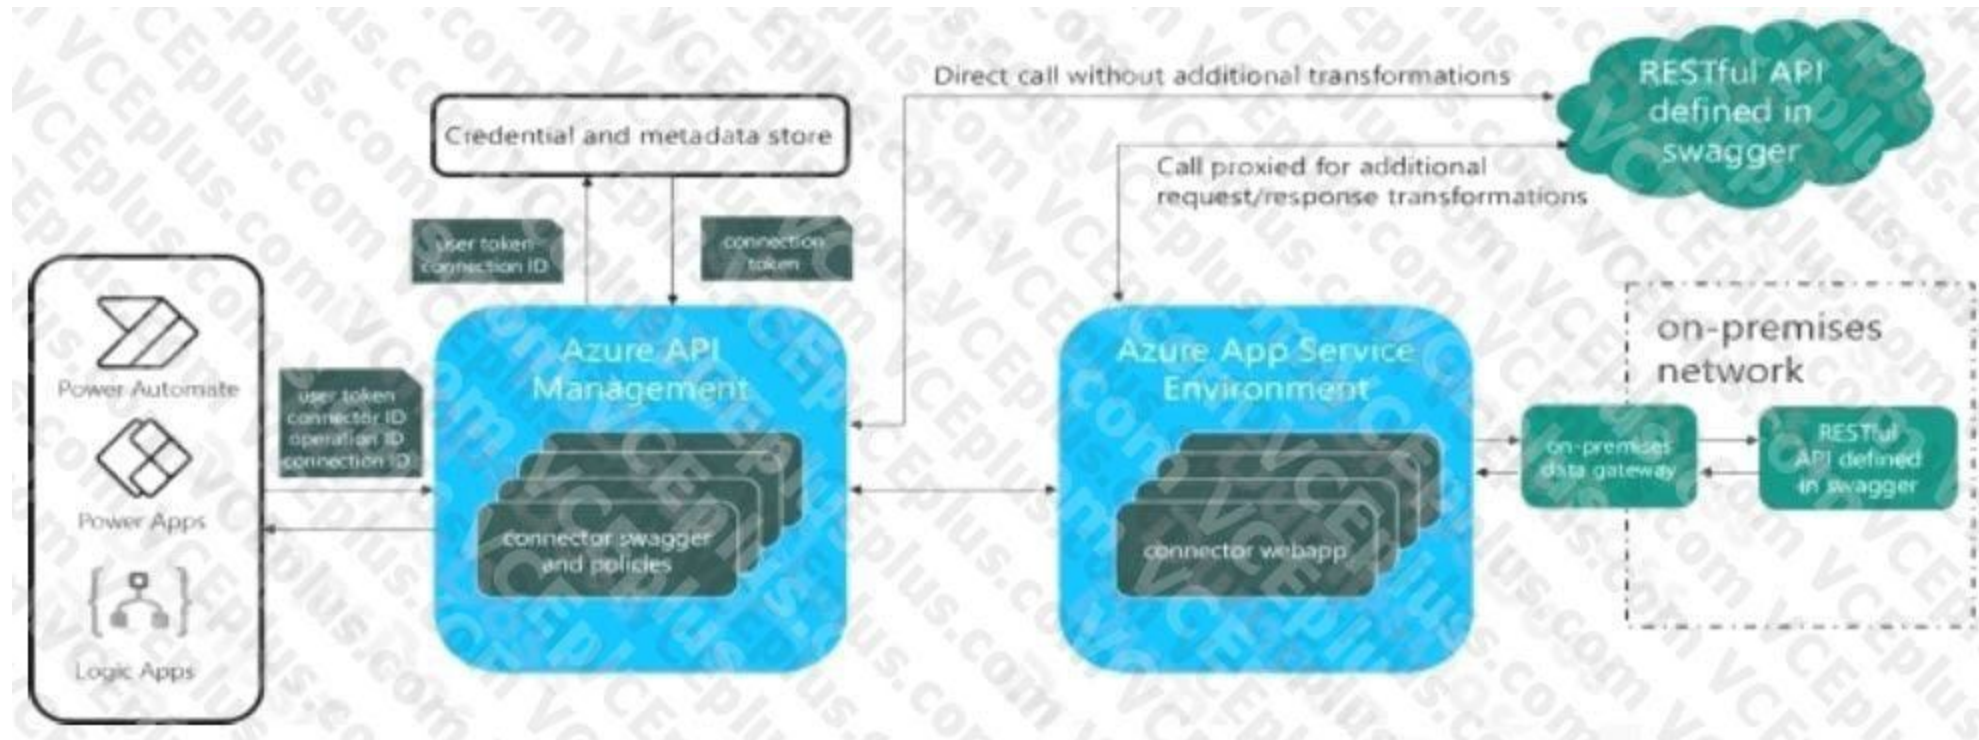 Direct call without additional transformations
RESTful API
defined in
swagger
Credential and metadata store
Call proxied for additional
request/response transformations
user token
connection ID
connection
token
Power Automate
Power Apps
Logic Apps
user token
connector ID
operation ID
connection ID
Azure API
Management
connector swagger
and policies
Azure App Service
Environment
connector webapp
on-premises
network
on-premises
data gateway
RESTful
API defined
in swagger
VCEplus.com